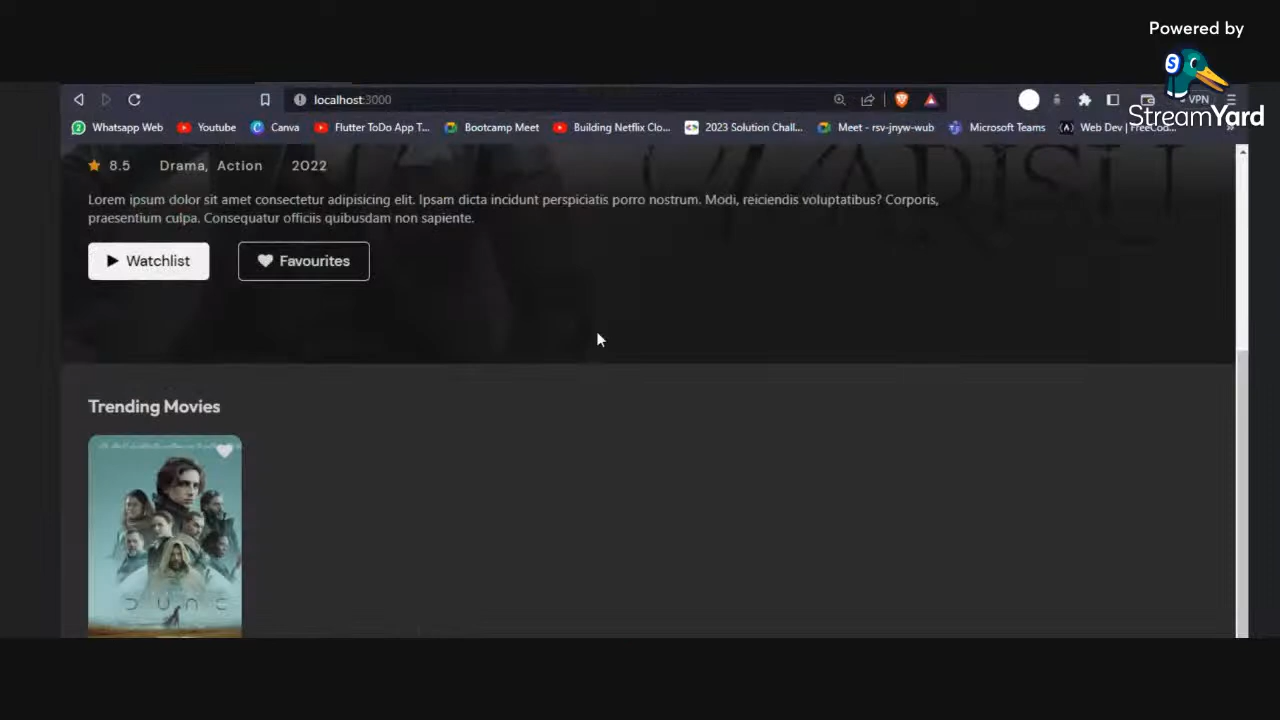 Powered by
StreamYard
localhost:3000
VPN
Whatsapp Web
Youtube
Canva
Flutter ToDo App T...
Bootcamp Meet
Building Netflix Clo...
2023 Solution Chall...
Meet - rsv-jnyw-wub
Microsoft Teams
Web Dev | FreeCod...
VARISU
8.5 Drama, Action 2022
Lorem ipsum dolor sit amet consectetur adipisicing elit. Ipsam dicta incidunt perspiciatis porro nostrum. Modi, reiciendis voluptatibus? Corporis,
praesentium culpa. Consequatur officiis quibusdam non sapiente.
Watchlist
Favourites
Trending Movies
DUNE